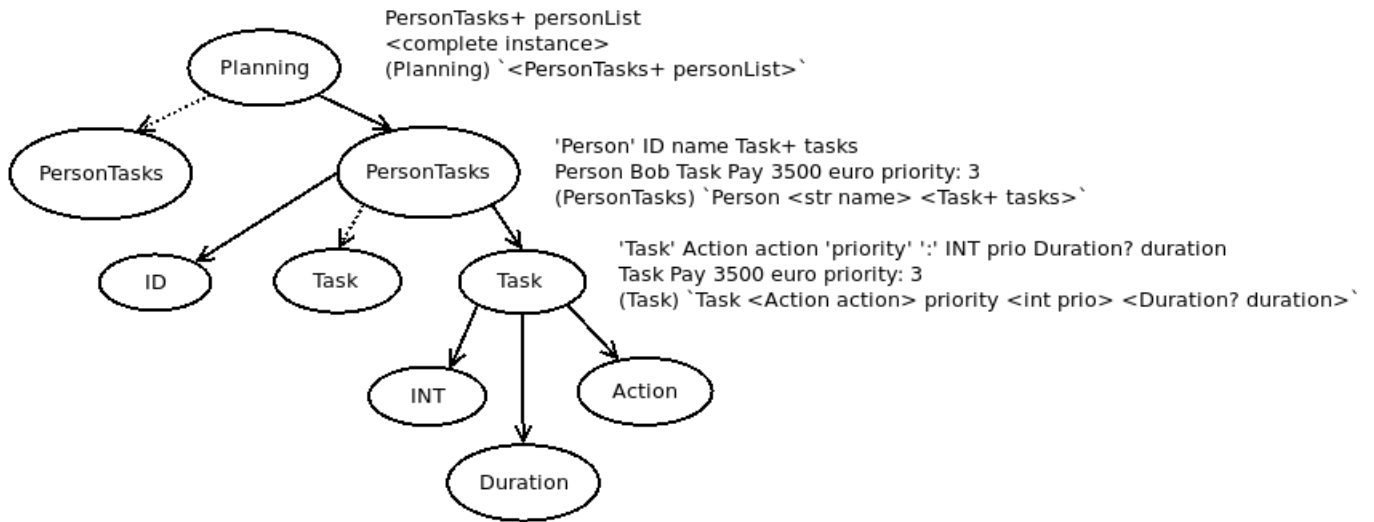 PersonTasks+ personList
<complete instance>
(Planning) `<PersonTasks+ personList>`
Planning
PersonTasks
PersonTasks
'Person' ID name Task+ tasks
Person Bob Task Pay 3500 euro priority: 3
(PersonTasks) `Person <str name> <Task+ tasks>`
ID
Task
Task
'Task' Action action 'priority' ':' INT prio Duration? duration
Task Pay 3500 euro priority: 3
(Task) `Task <Action action> priority <int prio> <Duration? duration>`
INT
Action
Duration